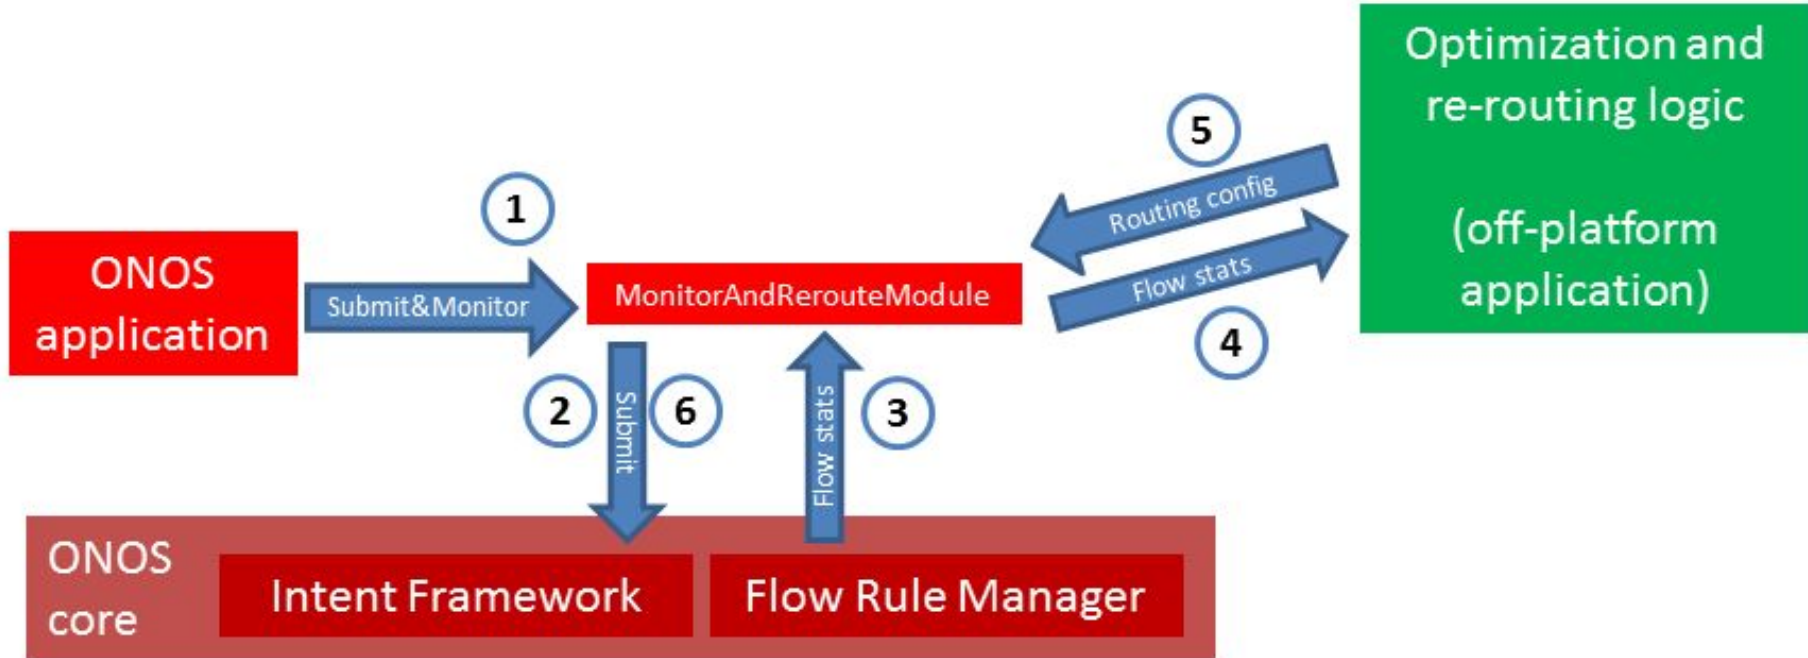 Optimization and
re-routing logic
(off-platform
application)
5
Routing config
Flow stats
4
1
ONOS
application
Submit&Monitor
MonitorAndRerouteModule
2
Submit
6
Flow stats
3
ONOS
core
Intent Framework
Flow Rule Manager